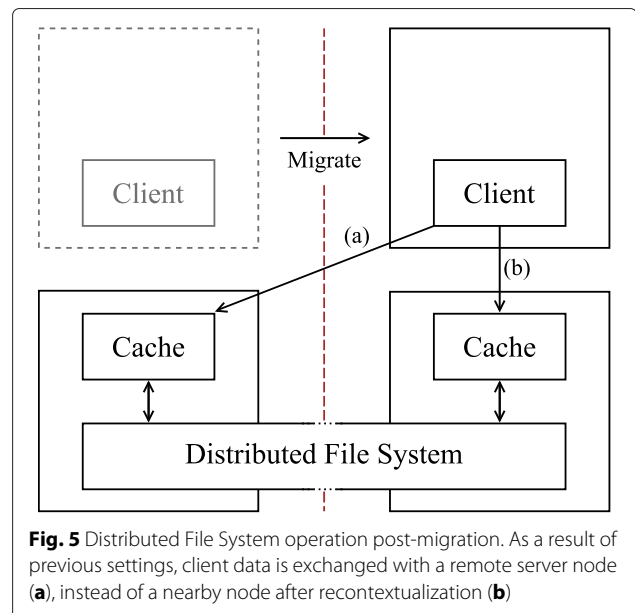 Migrate
Client
Client
(a)
(b)
Cache
Cache
Distributed File System
Fig. 5 Distributed File System operation post-migration. As a result of
previous settings, client data is exchanged with a remote server node
(a), instead of a nearby node after recontextualization (b)